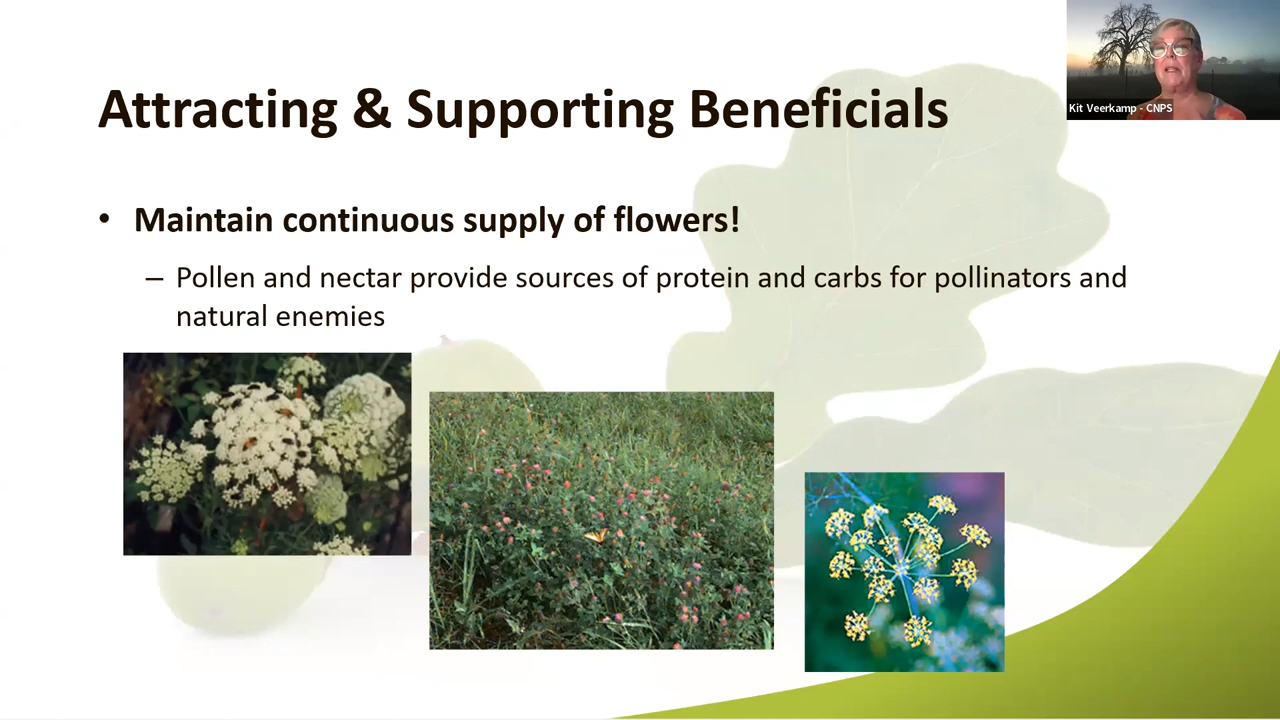 Attracting & Supporting Beneficials
Kit Veerkamp - CNPS
• Maintain continuous supply of flowers!
– Pollen and nectar provide sources of protein and carbs for pollinators and
natural enemies